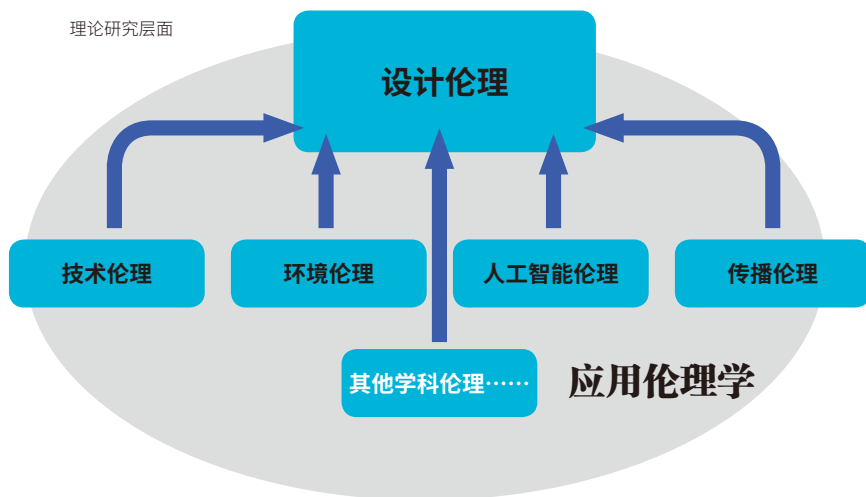 理论研究层面
设计伦理
技术伦理
环境伦理
人工智能伦理
传播伦理
其他学科伦理……
应用伦理学